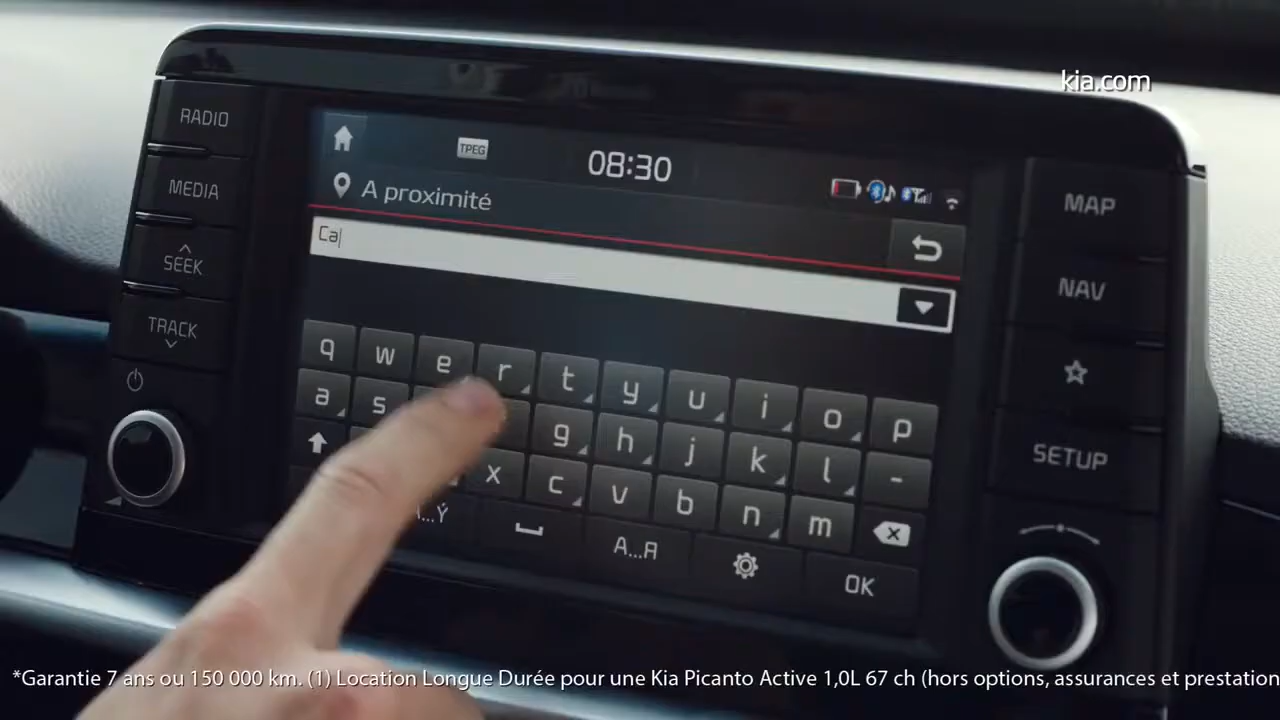 kia.com
RADIO
MEDIA
SEEK
TRACK
TPEG
08:30
A proximité
Ca
q w e r t y u i o p
a s g h j k l -
x c v b n m
...Ý А...Я OK
MAP
NAV
SETUP
*Garantie 7 ans ou 150 000 km. (1) Location Longue Durée pour une Kia Picanto Active 1,0L 67 ch (hors options, assurances et prestation